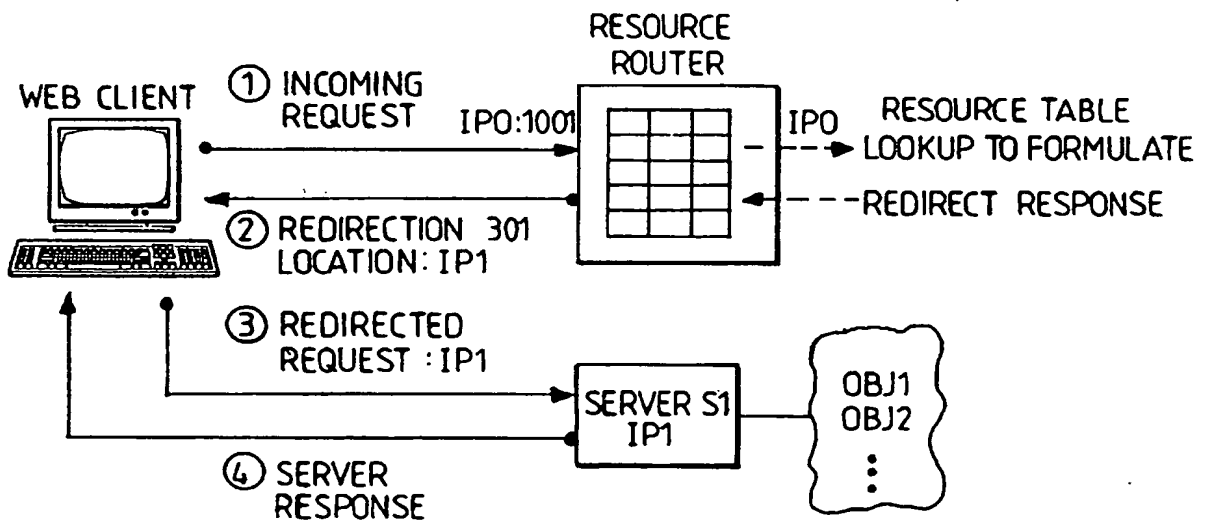 RESOURCE
ROUTER
WEB CLIENT
① INCOMING
REQUEST
IP0:1001
IP0
RESOURCE TABLE
LOOKUP TO FORMULATE
REDIRECT RESPONSE
② REDIRECTION 301
LOCATION: IP1
③ REDIRECTED
REQUEST :IP1
SERVER S1
IP1
OBJ1
OBJ2
④ SERVER
RESPONSE